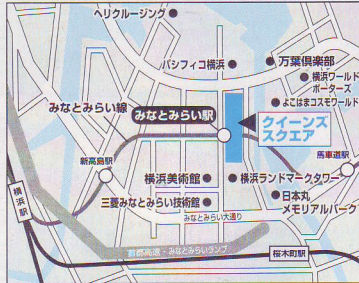 ヘリクルージング
パシフィコ横浜
万葉倶楽部
横浜ワールド
ポーターズ
よこはまコスモワールド
みなとみらい線
みなとみらい駅
クイーンズ
スクエア
新高島駅
馬車道駅
横浜美術館
横浜ランドマークタワー
三菱みなとみらい技術館
日本丸
メモリアルパーク
みなとみらい大通り
横浜駅
首都高速・みなとみらいランプ
桜木町駅